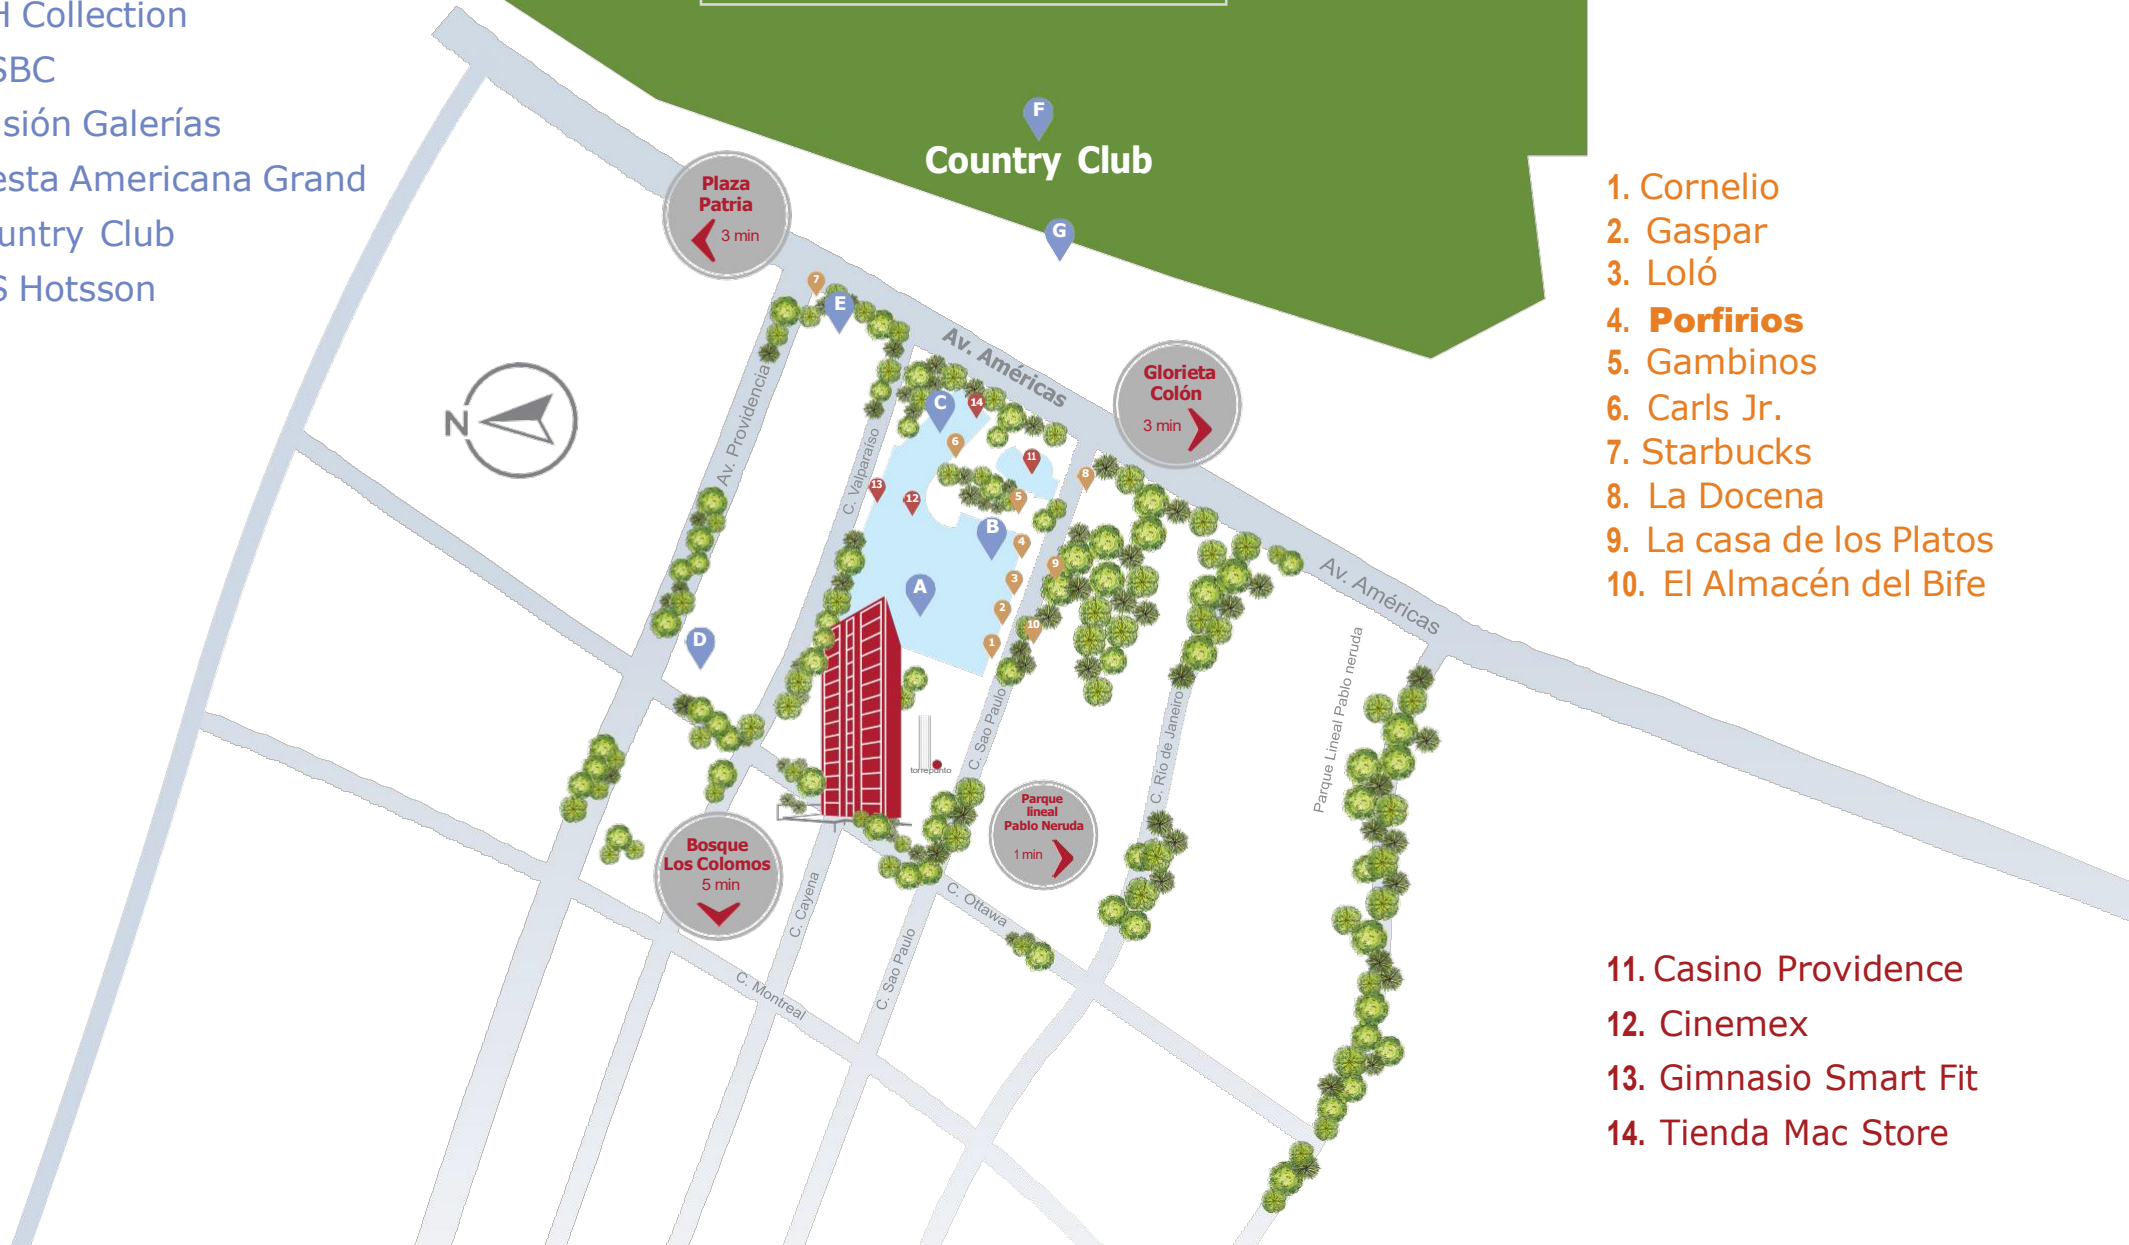 H Collection
SBC
sión Galerías
esta Americana Grand
untry Club
S Hotsson
F
Country Club
G
Plaza
Patria
3 min
7
E
Av. Américas
Glorieta
Colón
3 min
N
Av. Providencia
C. Valparaíso
C
14
6
11
13
12
5
8
B
4
9
3
A
2
10
1
D
Av. Américas
Parque Lineal Pablo neruda
C. Sao Paulo
C. Río de Janeiro
torrepunto
Parque
lineal
Pablo Neruda
1 min
Bosque
Los Colomos
5 min
C. Cayena
C. Ottawa
C. Sao Paulo
C. Montreal
1. Cornelio
2. Gaspar
3. Loló
4. Porfirios
5. Gambinos
6. Carls Jr.
7. Starbucks
8. La Docena
9. La casa de los Platos
10. El Almacén del Bife
11. Casino Providence
12. Cinemex
13. Gimnasio Smart Fit
14. Tienda Mac Store